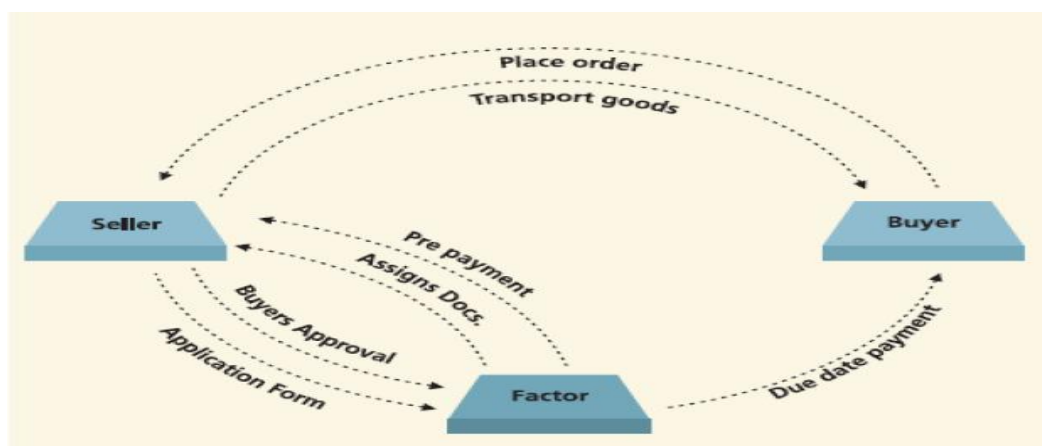 Place order
Transport goods
Seller
Buyer
Pre payment
Assigns Docs.
Buyers Approval
Application Form
Due date payment
Factor